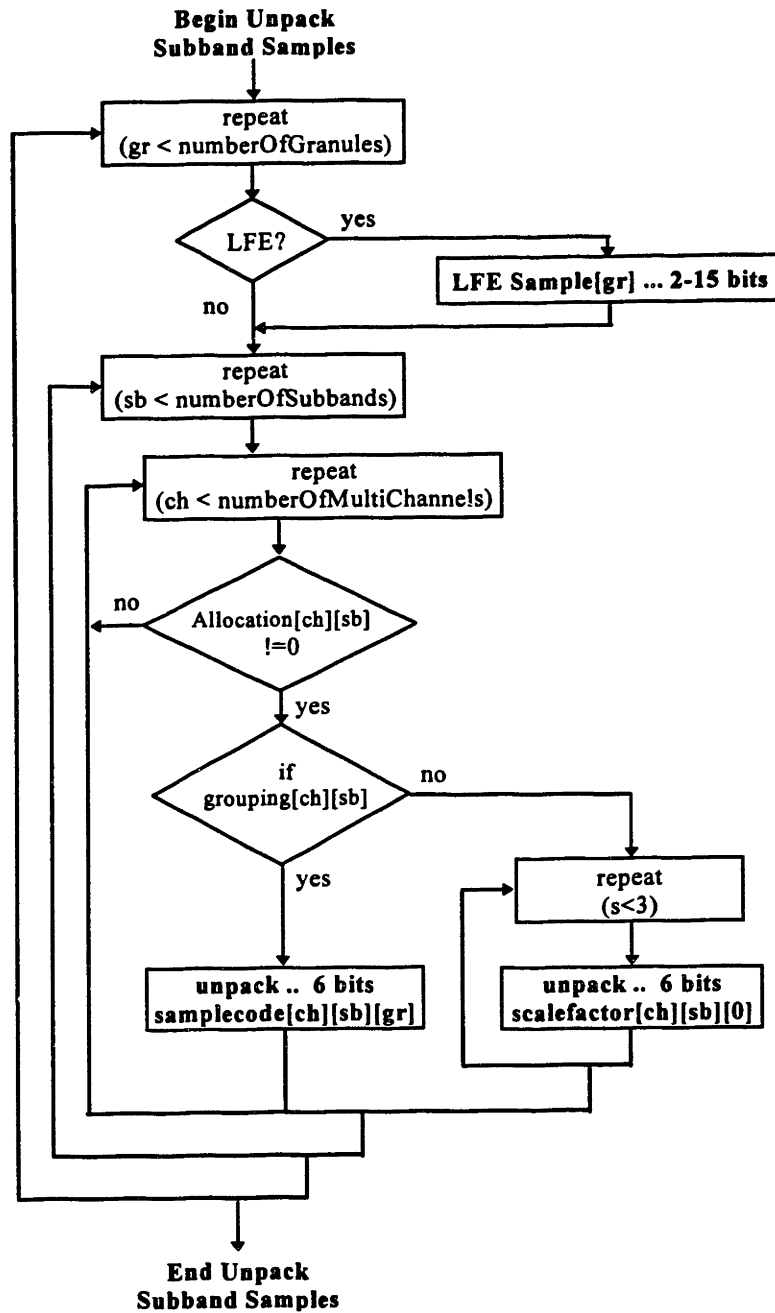 Begin Unpack
Subband Samples
repeat
(gr < numberOfGranules)
LFE?
yes
LFE Sample[gr] ... 2-15 bits
no
repeat
(sb < numberOfSubbands)
repeat
(ch < numberOfMultiChannels)
no
Allocation[ch][sb]
!=0
yes
if
grouping[ch][sb]
no
yes
repeat
(s<3)
unpack .. 6 bits
samplecode[ch][sb][gr]
unpack .. 6 bits
scalefactor[ch][sb][0]
End Unpack
Subband Samples